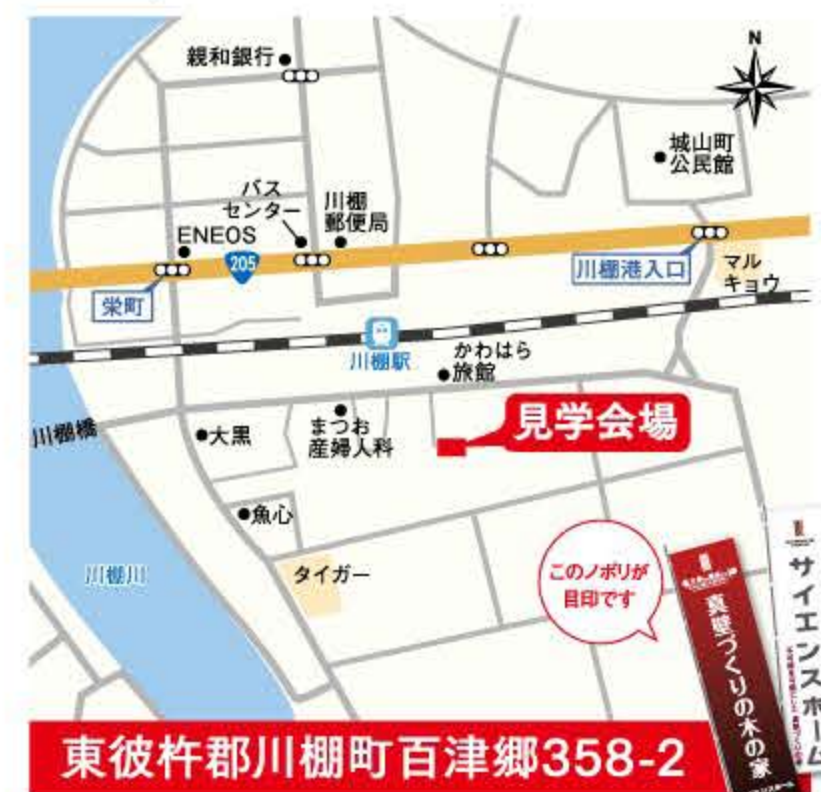 親和銀行
N
城山町
公民館
バス
センター
川棚
郵便局
ENEOS
205
栄町
川棚港入口
マル
キョウ
川棚駅
かわはら
旅館
川棚橋
大黒
まつお
産婦人科
見学会場
魚心
川棚川
タイガー
このノボリが
目印です
真壁づくりの木の家
サイエンスホーム
東彼杵郡川棚町百津郷358-2